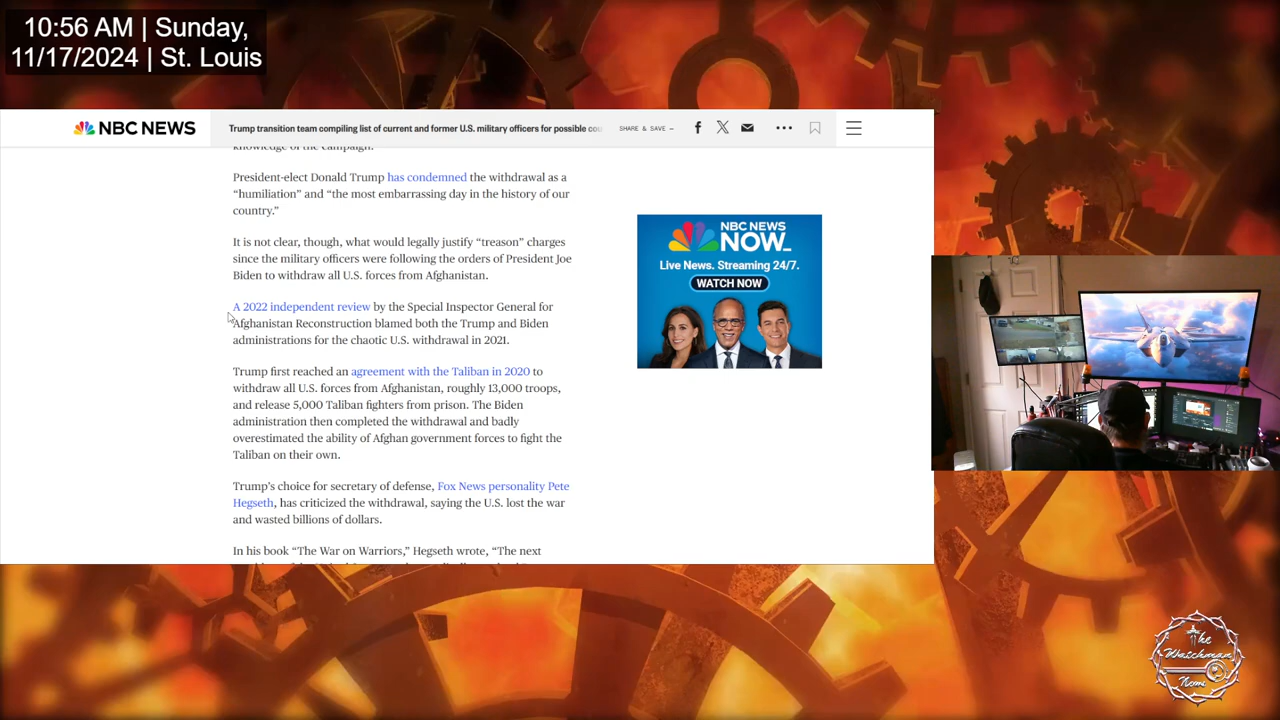 10:56 AM | Sunday,
11/17/2024 | St. Louis
NBC NEWS
Trump transition team compiling list of current and former U.S. military officers for possible cou
SHARE & SAVE —
knowledge of the campaign.
President-elect Donald Trump has condemned the withdrawal as a
“humiliation” and “the most embarrassing day in the history of our
country.”
It is not clear, though, what would legally justify “treason” charges
since the military officers were following the orders of President Joe
Biden to withdraw all U.S. forces from Afghanistan.
A 2022 independent review by the Special Inspector General for
Afghanistan Reconstruction blamed both the Trump and Biden
administrations for the chaotic U.S. withdrawal in 2021.
Trump first reached an agreement with the Taliban in 2020 to
withdraw all U.S. forces from Afghanistan, roughly 13,000 troops,
and release 5,000 Taliban fighters from prison. The Biden
administration then completed the withdrawal and badly
overestimated the ability of Afghan government forces to fight the
Taliban on their own.
Trump’s choice for secretary of defense, Fox News personality Pete
Hegseth, has criticized the withdrawal, saying the U.S. lost the war
and wasted billions of dollars.
In his book “The War on Warriors,” Hegseth wrote, “The next
NBC NEWS
NOW_
Live News. Streaming 24/7.
WATCH NOW
The
Watchman
News